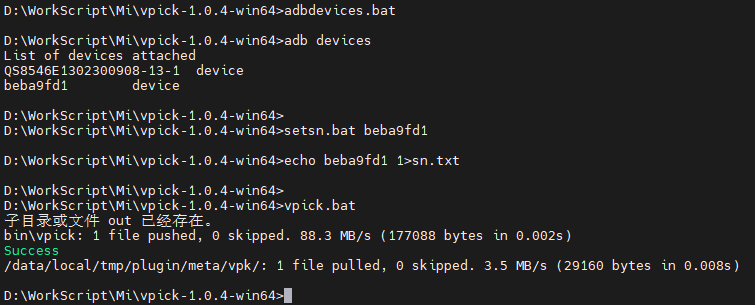 D:\WorkScript\Mi\vpick-1.0.4-win64>adbdevices.bat
D:\WorkScript\Mi\vpick-1.0.4-win64>adb devices
List of devices attached
QS8546E1302300908-13-1  device
beba9fd1        device
D:\WorkScript\Mi\vpick-1.0.4-win64>
D:\WorkScript\Mi\vpick-1.0.4-win64>setsn.bat beba9fd1
D:\WorkScript\Mi\vpick-1.0.4-win64>echo beba9fd1 1>sn.txt
D:\WorkScript\Mi\vpick-1.0.4-win64>
D:\WorkScript\Mi\vpick-1.0.4-win64>vpick.bat
子目录或文件 out 已经存在。
bin\vpick: 1 file pushed, 0 skipped. 88.3 MB/s (177088 bytes in 0.002s)
Success
/data/local/tmp/plugin/meta/vpk/: 1 file pulled, 0 skipped. 3.5 MB/s (29160 bytes in 0.008s)
D:\WorkScript\Mi\vpick-1.0.4-win64>